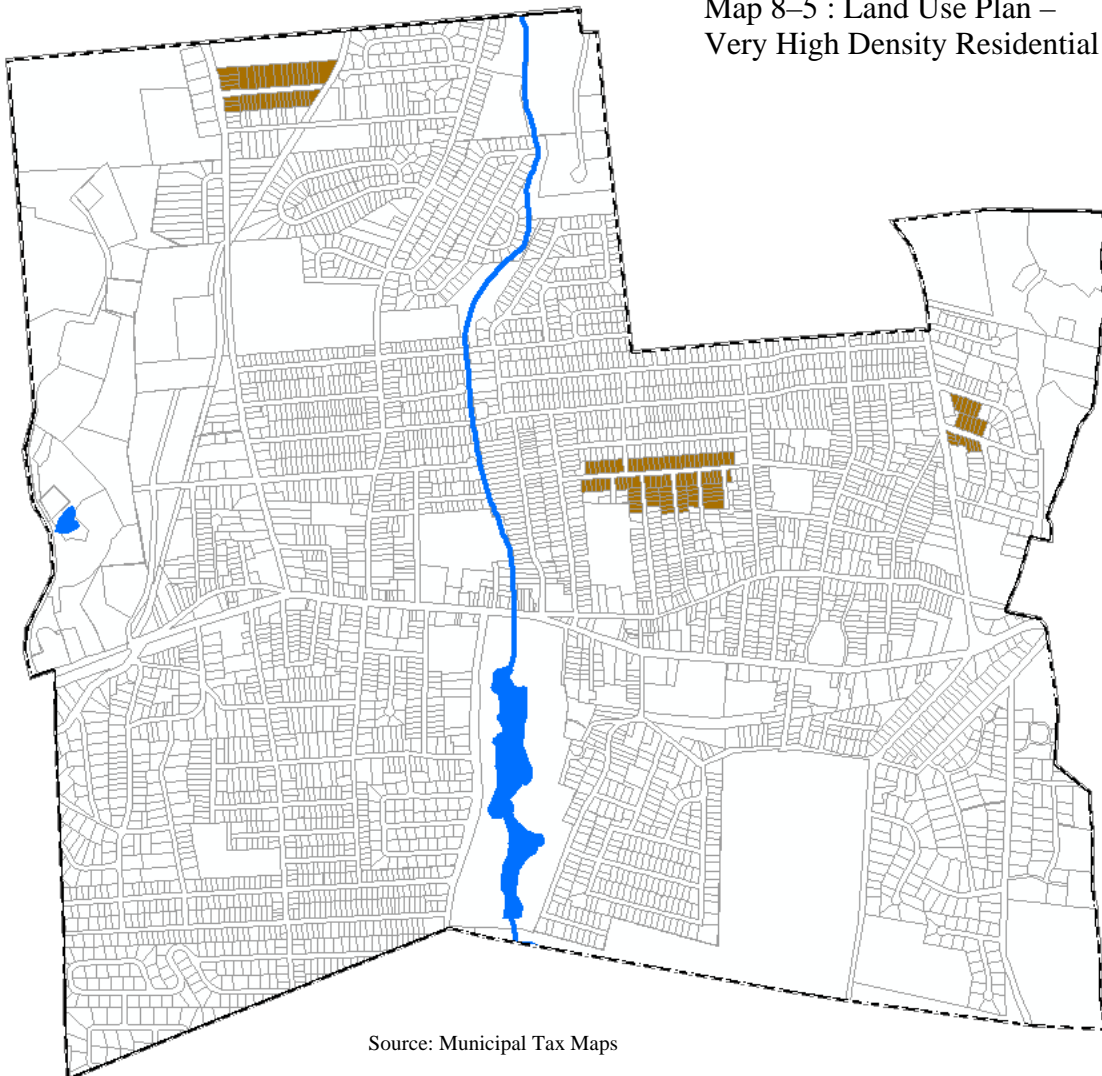 Map 8–5 : Land Use Plan –
Very High Density Residential
Source: Municipal Tax Maps